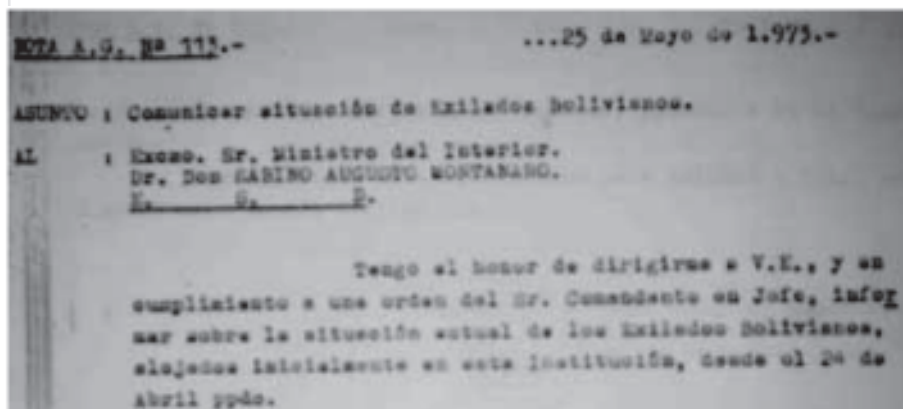 NOTA A.G. Nº 113.- ...25 de Mayo de 1.973.-
ASUNTO : Comunicar situación de Exilados Bolivianos.
AL : Excmo. Sr. Ministro del Interior.
Dr. Don SABINO AUGUSTO MONTANARO.
E. S. D.
Tengo el honor de dirigirme a V.E., y en
cumplimiento a una orden del Sr. Comandante en Jefe, infor
mar sobre la situación actual de los Exilados Bolivianos,
alojados inicialmente en esta Institución, desde el 24 de
Abril ppdo.